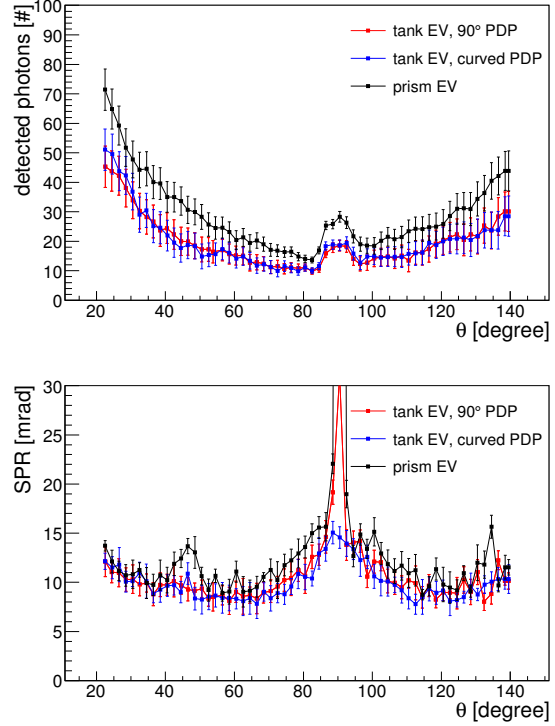 detected photons [#]
100
90
80
70
60
50
40
30
20
10
0
tank EV, 90° PDP
tank EV, curved PDP
prism EV
20 40 60 80 100 120 140
θ [degree]
SPR [mrad]
30
25
20
15
10
5
0
tank EV, 90° PDP
tank EV, curved PDP
prism EV
20 40 60 80 100 120 140
θ [degree]